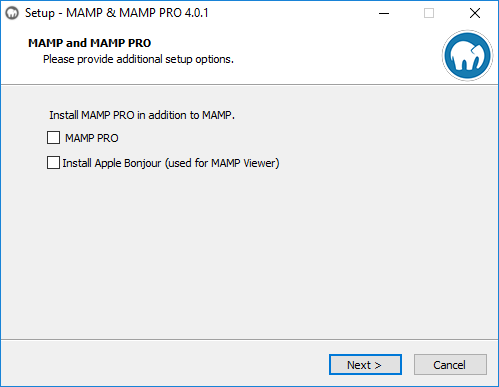 Setup - MAMP & MAMP PRO 4.0.1
MAMP and MAMP PRO
Please provide additional setup options.
Install MAMP PRO in addition to MAMP.
MAMP PRO
Install Apple Bonjour (used for MAMP Viewer)
Next >
Cancel